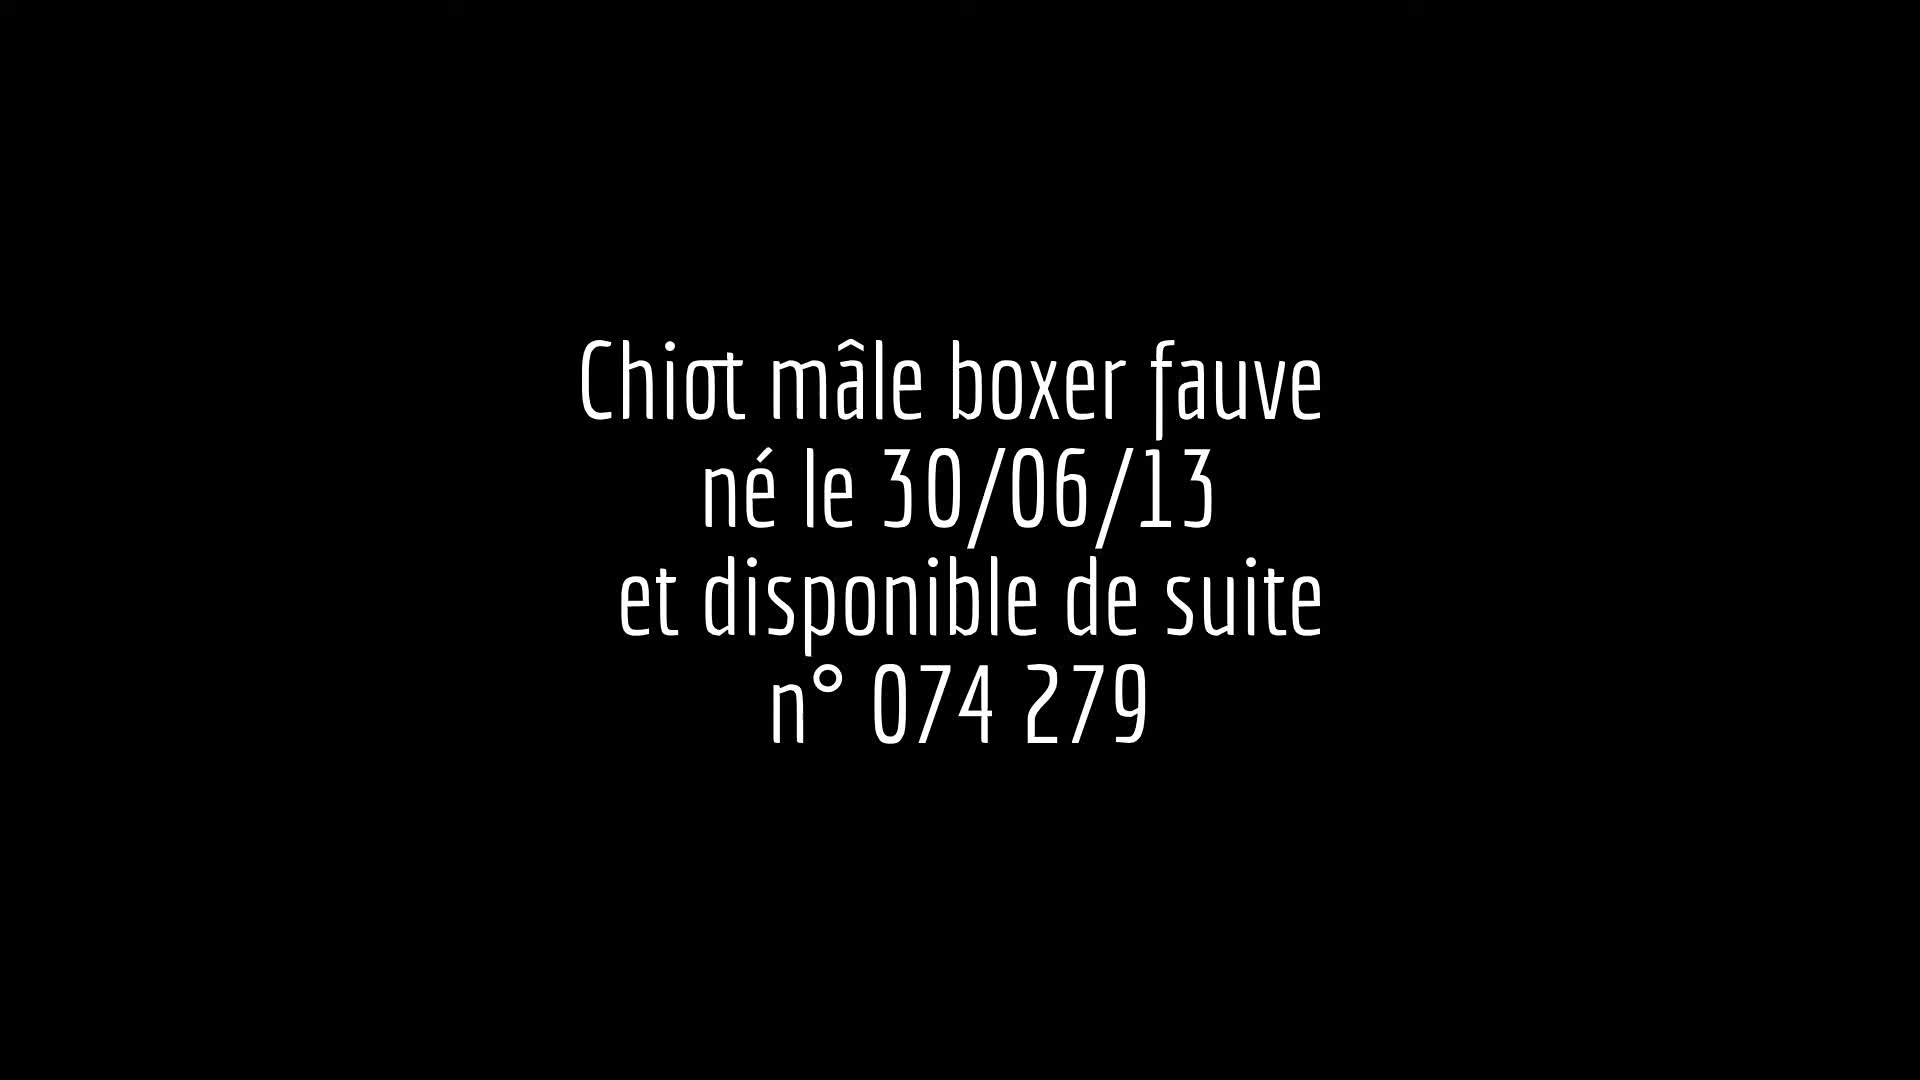 Chiot mâle boxer fauve
né le 30/06/13
et disponible de suite
n° 074 279